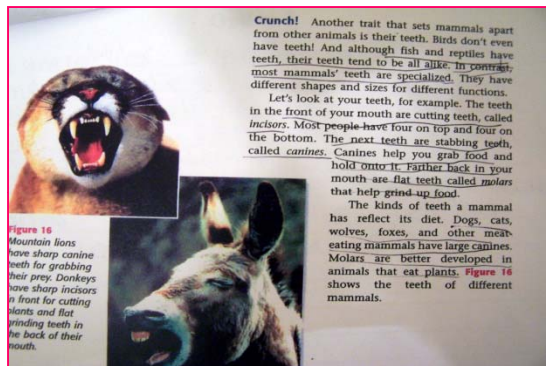 Crunch! Another trait that sets mammals apart
from other animals is their teeth. Birds don't even
have teeth! And although fish and reptiles have
teeth, their teeth tend to be all alike. In contrast,
most mammals' teeth are specialized. They have
different shapes and sizes for different functions.
Let's look at your teeth, for example. The teeth
in the front of your mouth are cutting teeth, called
incisors. Most people have four on top and four on
the bottom. The next teeth are stabbing teeth,
called canines. Canines help you grab food and
hold onto it. Farther back in your
mouth are flat teeth called molars
that help grind up food.
The kinds of teeth a mammal
has reflect its diet. Dogs, cats,
wolves, foxes, and other meat-
eating mammals have large canines.
Molars are better developed in
animals that eat plants. Figure 16
shows the teeth of different
mammals.
Figure 16
Mountain lions
have sharp canine
teeth for grabbing
their prey. Donkeys
have sharp incisors
in front for cutting
plants and flat
grinding teeth in
the back of their
mouth.